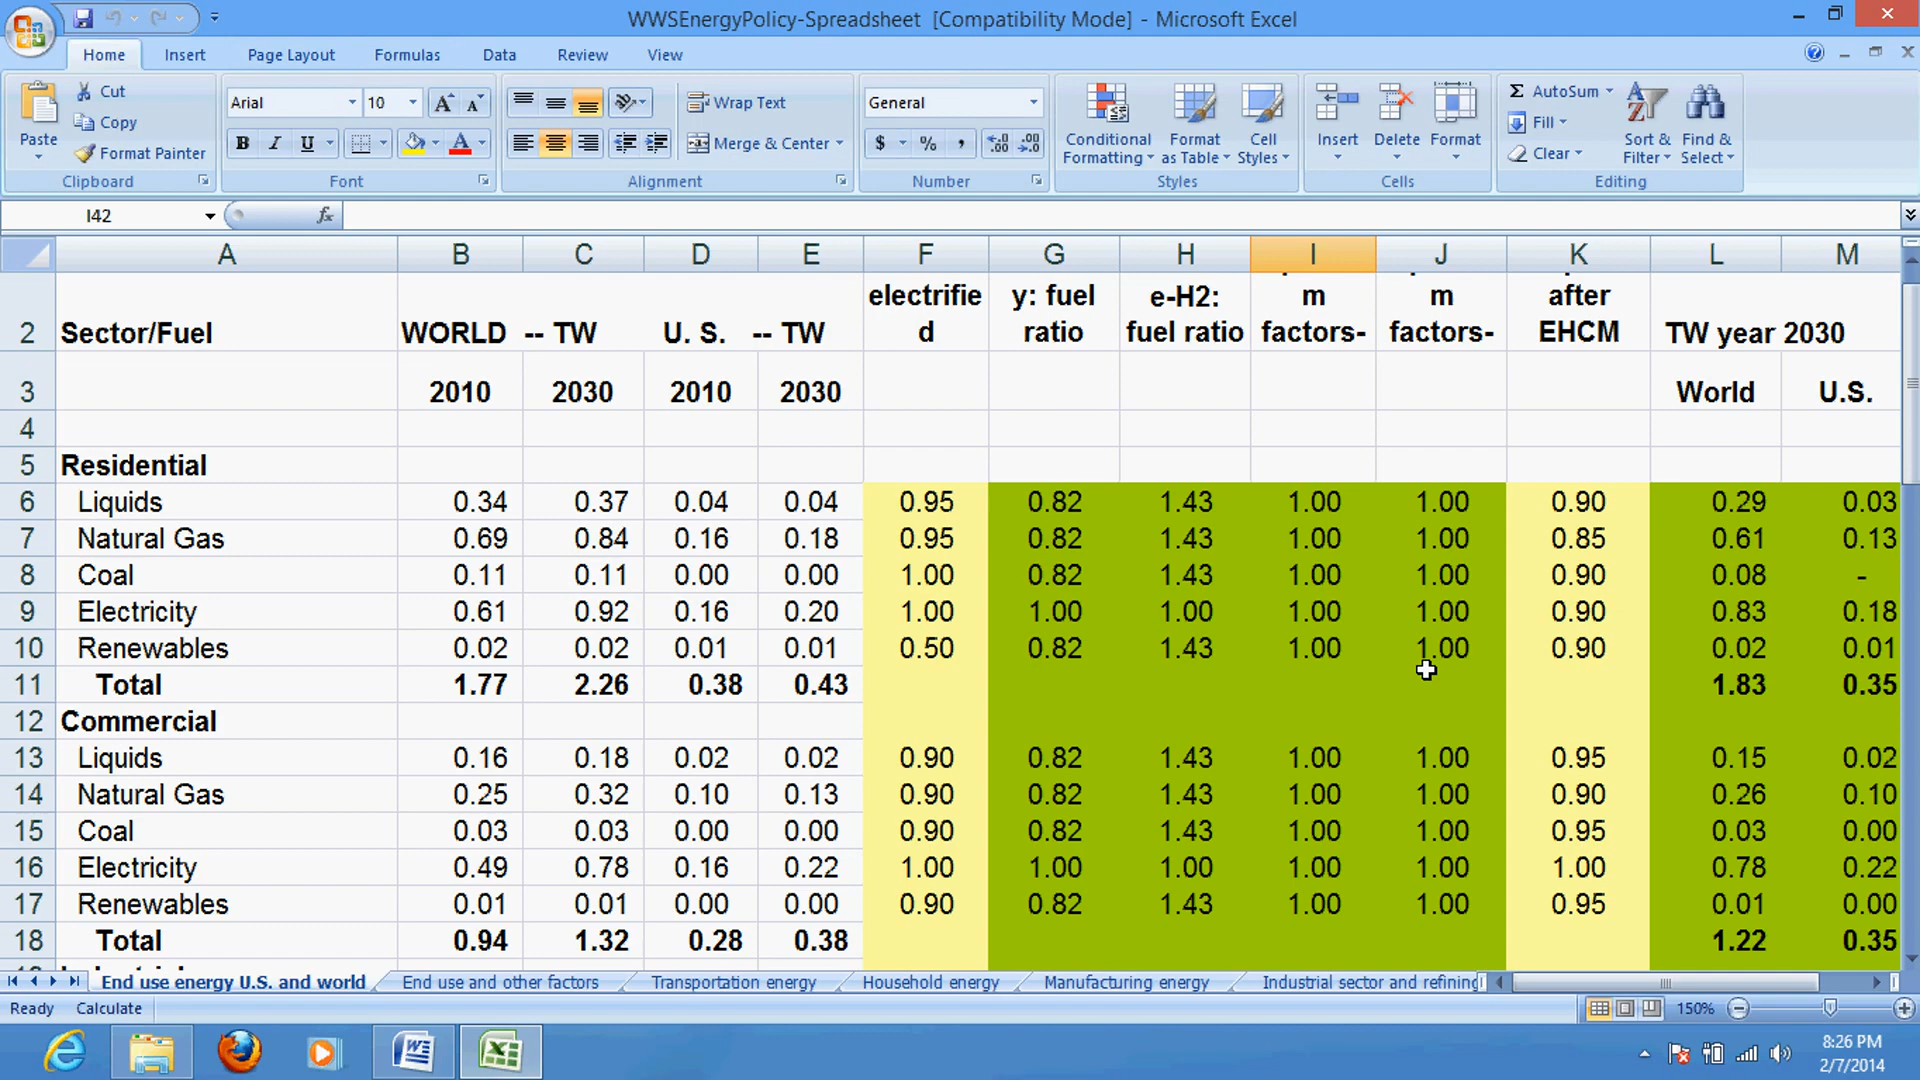 WWSEnergyPolicy-Spreadsheet [Compatibility Mode] - Microsoft Excel
Home Insert Page Layout Formulas Data Review View
Paste
Cut
Copy
Format Painter
Clipboard
Arial 10
B I U
Font
Wrap Text
Merge & Center
Alignment
General
$ % ,
Number
Conditional Formatting
Format as Table
Cell Styles
Styles
Insert Delete Format
Cells
Σ AutoSum
Fill
Clear
Sort & Filter
Find & Select
Editing
I42 fx
A B C D E F G H I J K L M
2 Sector/Fuel WORLD -- TW U. S. -- TW electrified y: fuel ratio e-H2: fuel ratio m factors- m factors- after EHCM TW year 2030
3 2010 2030 2010 2030 World U.S.
4
5 Residential
6 Liquids 0.34 0.37 0.04 0.04 0.95 0.82 1.43 1.00 1.00 0.90 0.29 0.03
7 Natural Gas 0.69 0.84 0.16 0.18 0.95 0.82 1.43 1.00 1.00 0.85 0.61 0.13
8 Coal 0.11 0.11 0.00 0.00 1.00 0.82 1.43 1.00 1.00 0.90 0.08 -
9 Electricity 0.61 0.92 0.16 0.20 1.00 1.00 1.00 1.00 1.00 0.90 0.83 0.18
10 Renewables 0.02 0.02 0.01 0.01 0.50 0.82 1.43 1.00 1.00 0.90 0.02 0.01
11 Total 1.77 2.26 0.38 0.43 1.83 0.35
12 Commercial
13 Liquids 0.16 0.18 0.02 0.02 0.90 0.82 1.43 1.00 1.00 0.95 0.15 0.02
14 Natural Gas 0.25 0.32 0.10 0.13 0.90 0.82 1.43 1.00 1.00 0.90 0.26 0.10
15 Coal 0.03 0.03 0.00 0.00 0.90 0.82 1.43 1.00 1.00 0.95 0.03 0.00
16 Electricity 0.49 0.78 0.16 0.22 1.00 1.00 1.00 1.00 1.00 1.00 0.78 0.22
17 Renewables 0.01 0.01 0.00 0.00 0.90 0.82 1.43 1.00 1.00 0.95 0.01 0.00
18 Total 0.94 1.32 0.28 0.38 1.22 0.35
End use energy U.S. and world End use and other factors Transportation energy Household energy Manufacturing energy Industrial sector and refining
Ready Calculate 150%
8:26 PM
2/7/2014